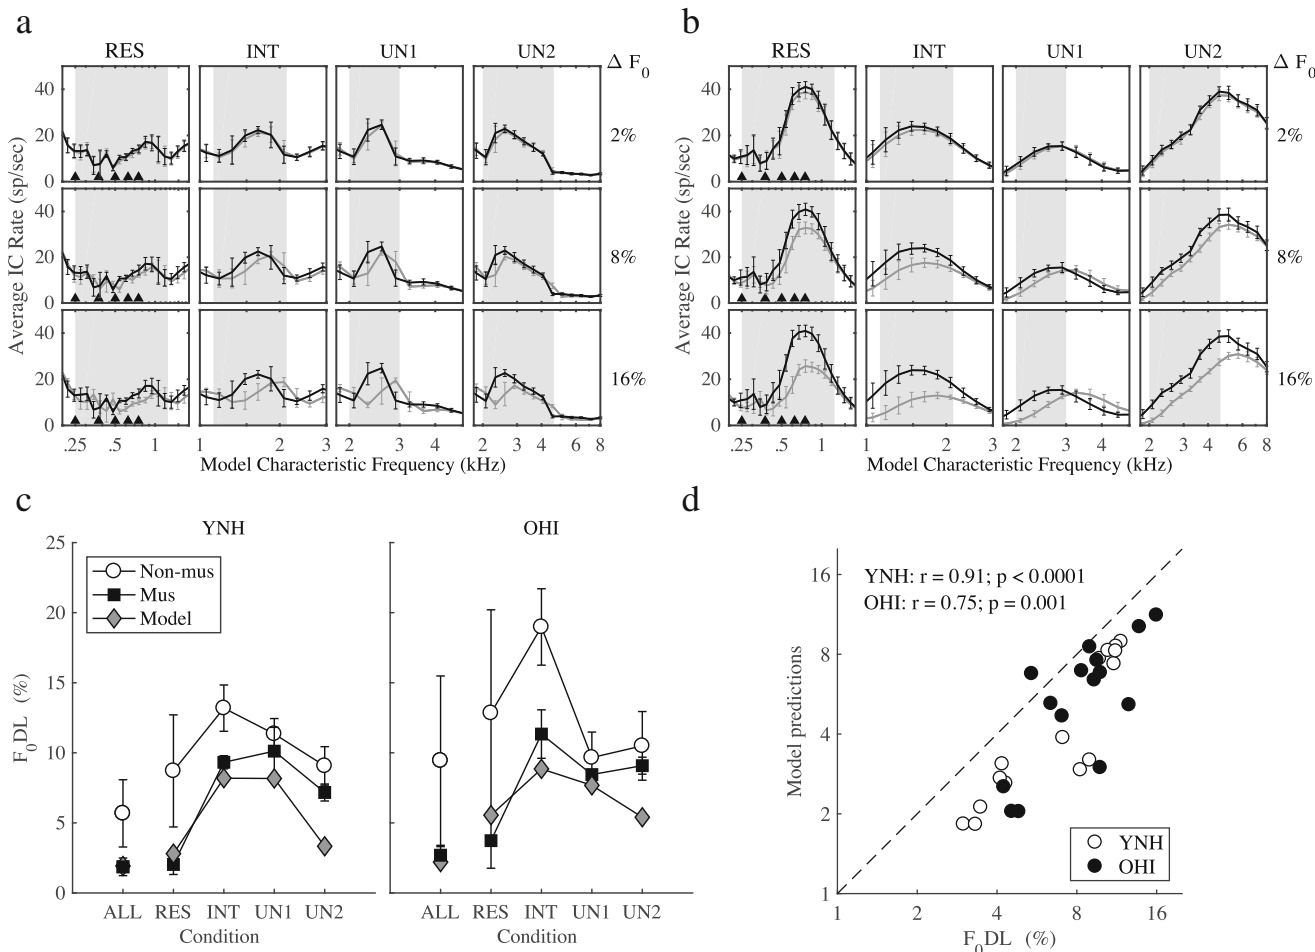 a
RES INT UN1 UN2 Δ F0
40
20
0
2%
40
20
0
8%
40
20
0
16%
Average IC Rate (sp/sec)
.25 .5 1 1 2 3 2 3 4 2 3 4 6 8
Model Characteristic Frequency (kHz)
b
RES INT UN1 UN2 Δ F0
40
20
0
2%
40
20
0
8%
40
20
0
16%
Average IC Rate (sp/sec)
.25 .5 1 1 2 3 2 3 4 2 3 4 6 8
Model Characteristic Frequency (kHz)
c
YNH OHI
25
20
15
10
5
0
F0DL (%)
Non-mus
Mus
Model
ALL RES INT UN1 UN2 ALL RES INT UN1 UN2
Condition Condition
d
YNH: r = 0.91; p < 0.0001
OHI: r = 0.75; p = 0.001
16
8
4
2
1
Model predictions
YNH
OHI
1 2 4 8 16
F0DL (%)